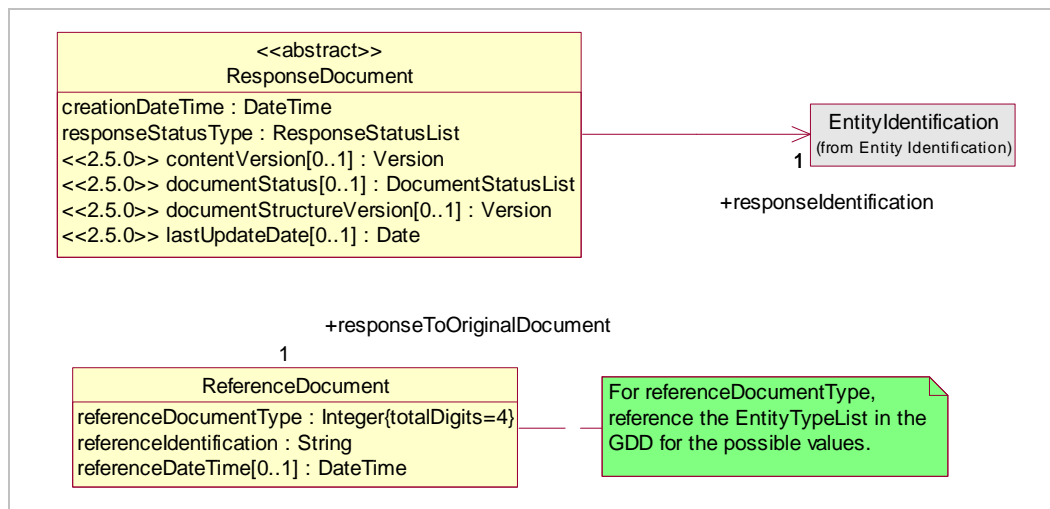 <<abstract>>
ResponseDocument
creationDateTime : DateTime
responseStatusType : ResponseStatusList
<<2.5.0>> contentVersion[0..1] : Version
<<2.5.0>> documentStatus[0..1] : DocumentStatusList
<<2.5.0>> documentStructureVersion[0..1] : Version
<<2.5.0>> lastUpdateDate[0..1] : Date
EntityIdentification
(from Entity Identification)
1
+responseIdentification
+responseToOriginalDocument
1
ReferenceDocument
referenceDocumentType : Integer{totalDigits=4}
referenceIdentification : String
referenceDateTime[0..1] : DateTime
For referenceDocumentType,
reference the EntityTypeList in the
GDD for the possible values.